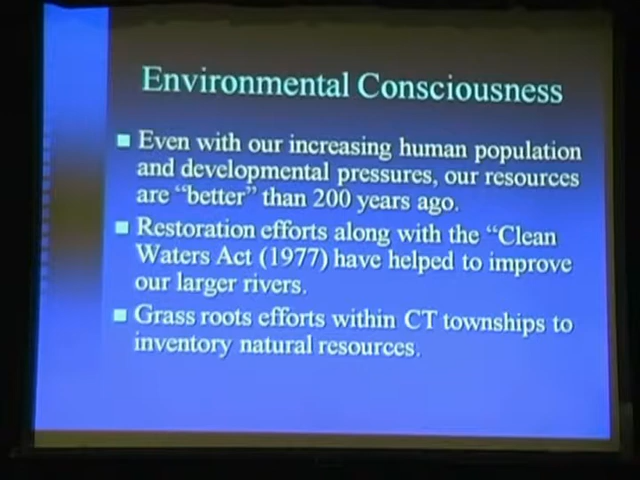 Environmental Consciousness
Even with our increasing human population
and developmental pressures, our resources
are "better" than 200 years ago.
Restoration efforts along with the "Clean
Waters Act (1977) have helped to improve
our larger rivers.
Grass roots efforts within CT townships to
inventory natural resources.